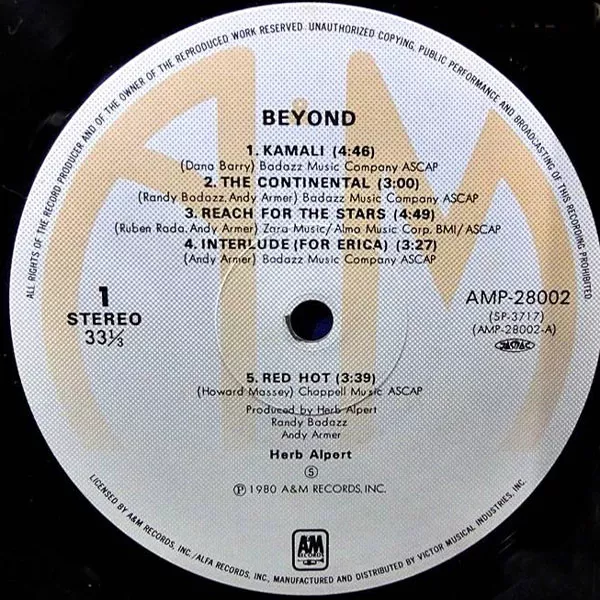 ALL RIGHTS OF THE RECORD PRODUCER AND OF THE OWNER OF THE REPRODUCED WORK RESERVED. UNAUTHORIZED COPYING, PUBLIC PERFORMANCE AND BROADCASTING OF THIS RECORDING PROHIBITED
BEYOND
1. KAMALI (4:46)
(Dana Barry) Badazz Music Company ASCAP
2. THE CONTINENTAL (3:00)
(Randy Badazz, Andy Armer) Badazz Music Company ASCAP
3. REACH FOR THE STARS (4:49)
(Ruben Rada, Andy Armer) Zara Music/Almo Music Corp. BMI/ASCAP
4. INTERLUDE (FOR ERICA) (3:27)
(Andy Armer) Badazz Music Company ASCAP
1
STEREO
33⅓
AMP-28002
(SP-3717)
(AMP-28002-A)
JASRAC
5. RED HOT (3:39)
(Howard Massey) Chappell Music ASCAP
Produced by Herb Alpert
Randy Badazz
Andy Armer
Herb Alpert
Ⓢ
℗ 1980 A&M RECORDS, INC.
A&M
RECORDS
LICENSED BY A&M RECORDS, INC./ALFA RECORDS, INC., MANUFACTURED AND DISTRIBUTED BY VICTOR MUSICAL INDUSTRIES, INC.